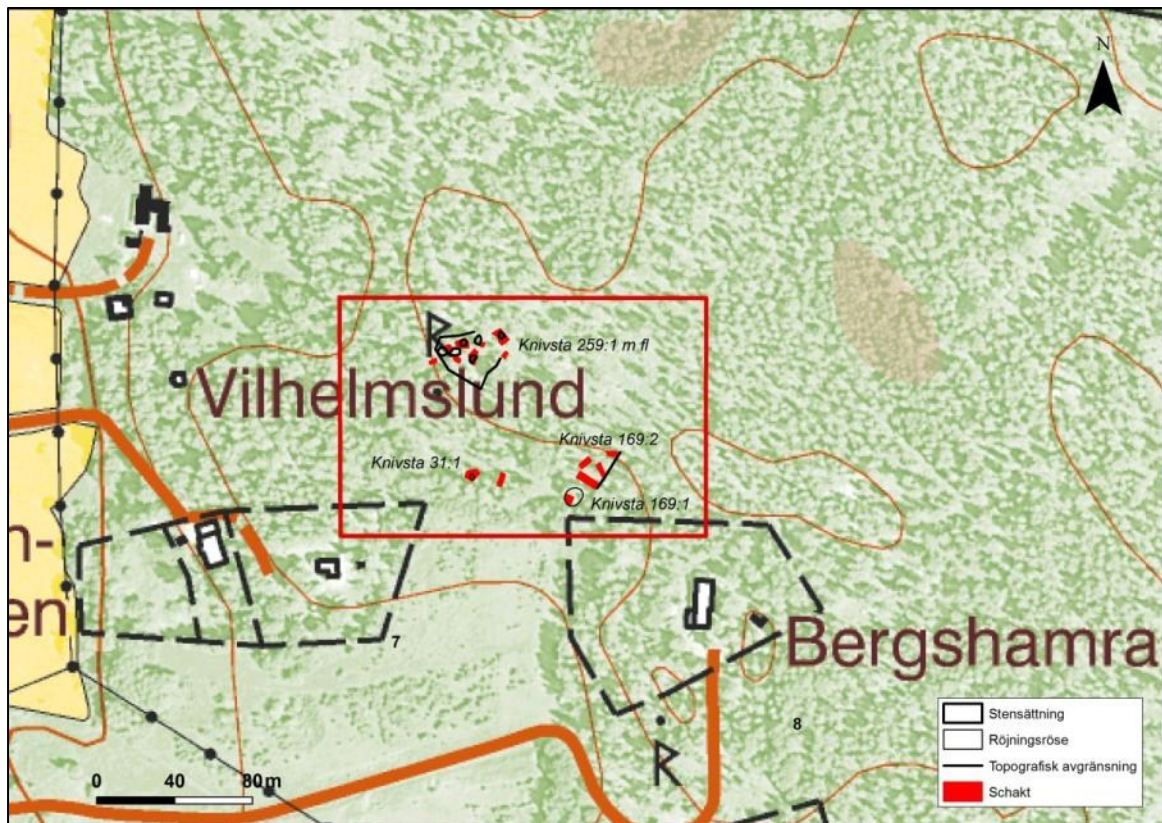 N
R
Knivsta 259:1 m fl
Vilhelmslund
Knivsta 169:2
Knivsta 31:1
Knivsta 169:1
n-
en
7
Bergshamra
8
R
0 40 80 m
Stensättning
Röjningsröse
Topografisk avgränsning
Schakt